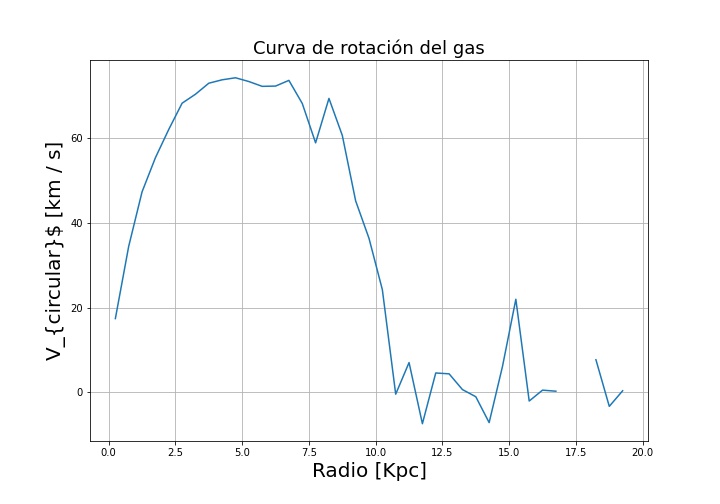 Curva de rotación del gas
V_{circular}$ [km / s]
60
40
20
0
0.0 2.5 5.0 7.5 10.0 12.5 15.0 17.5 20.0
Radio [Kpc]